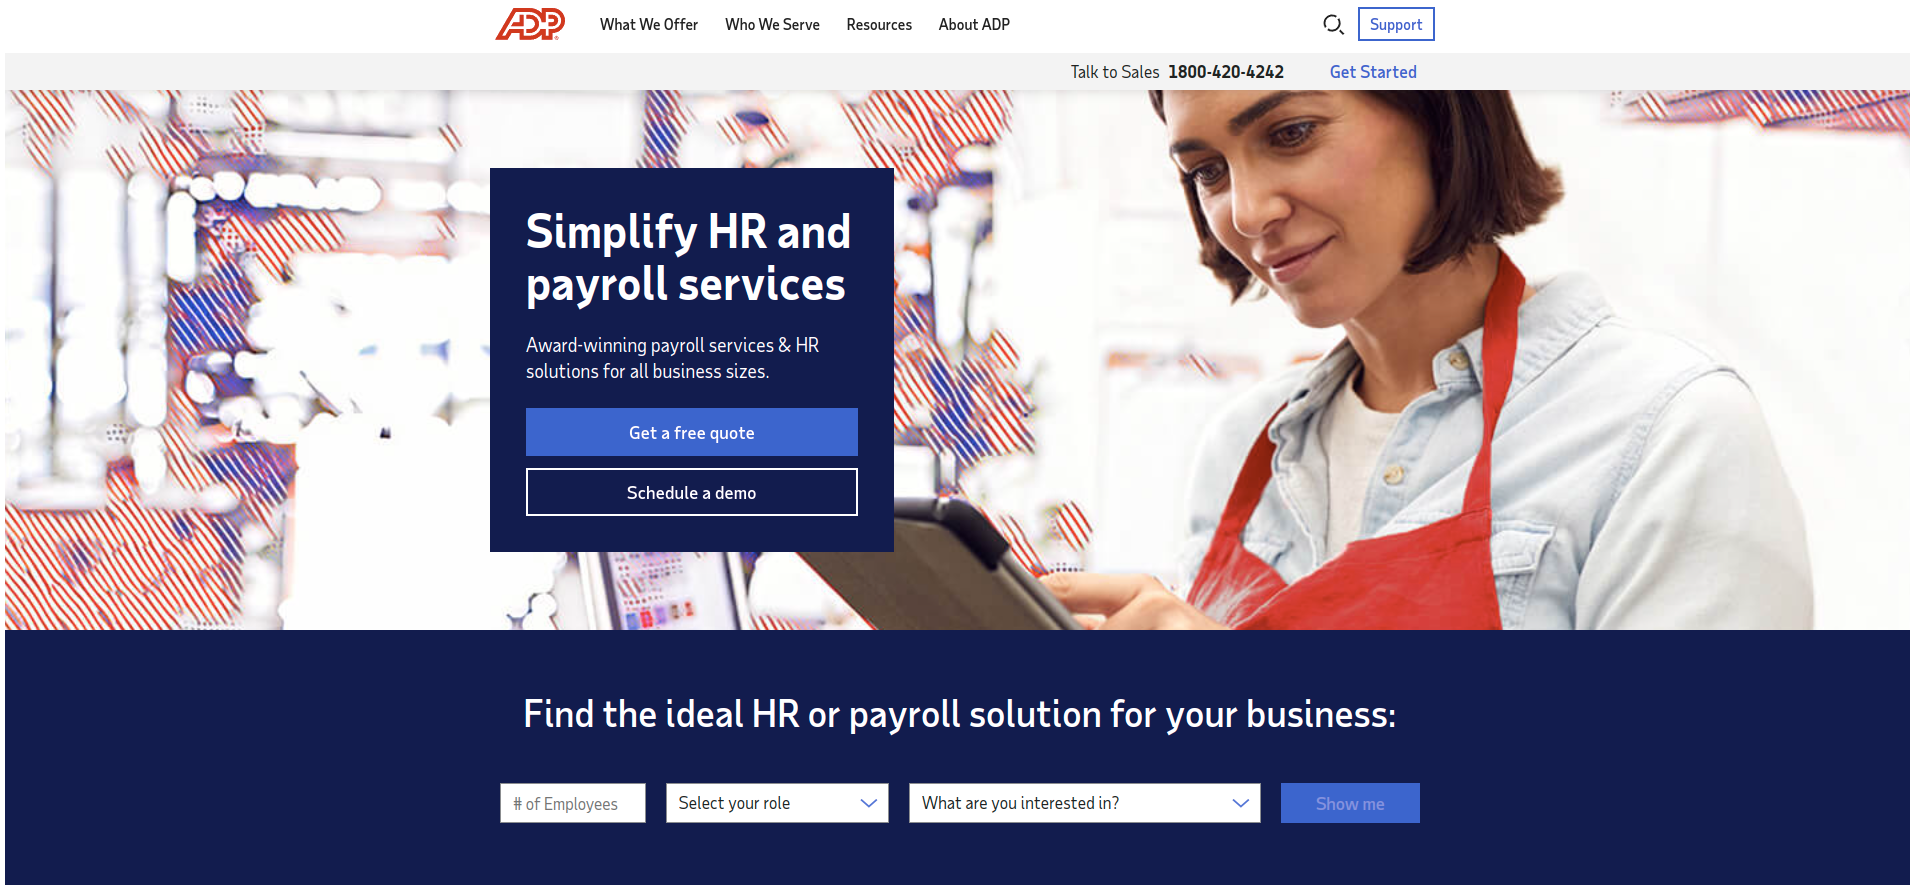 ADP
What We Offer
Who We Serve
Resources
About ADP
Support
Talk to Sales 1800-420-4242
Get Started
Simplify HR and
payroll services
Award-winning payroll services & HR
solutions for all business sizes.
Get a free quote
Schedule a demo
Find the ideal HR or payroll solution for your business:
# of Employees
Select your role
What are you interested in?
Show me